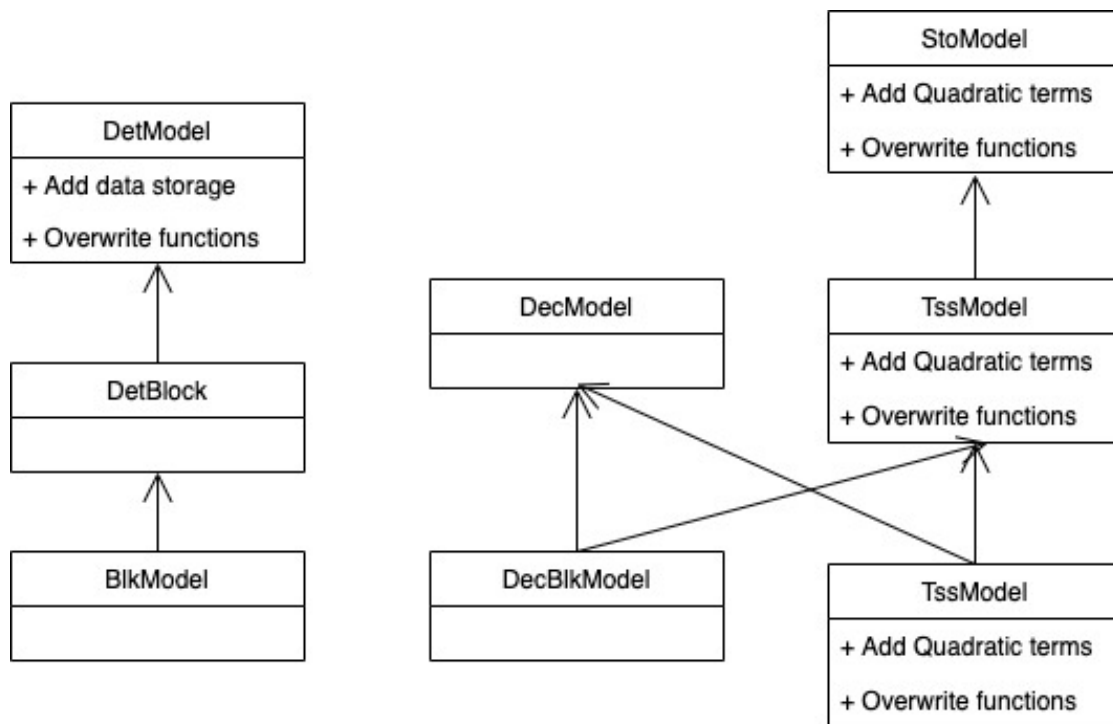 DetModel
+ Add data storage
+ Overwrite functions
DetBlock
BlkModel
DecModel
DecBlkModel
StoModel
+ Add Quadratic terms
+ Overwrite functions
TssModel
+ Add Quadratic terms
+ Overwrite functions
TssModel
+ Add Quadratic terms
+ Overwrite functions